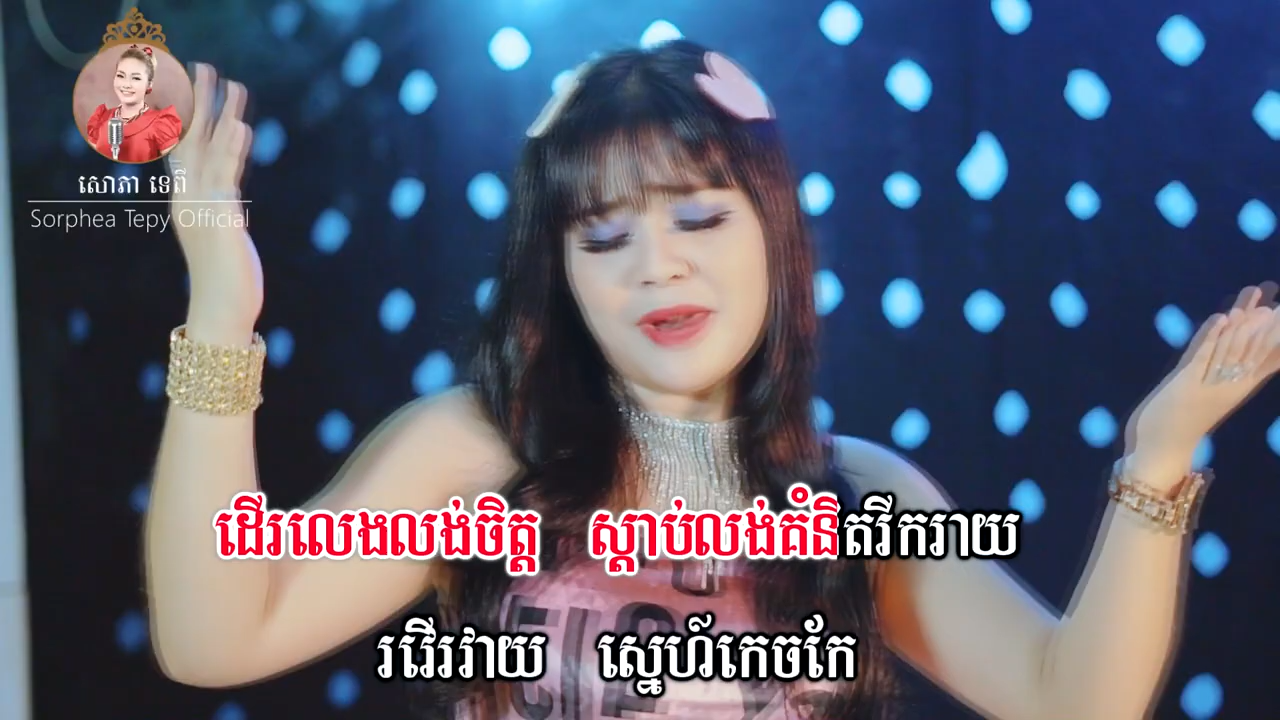 សោភា ទេពី
Sorphea Tepy Official
ដើរលេងលង់ចិត្ត ស្ដាប់លង់គំនិតរីករាយ
រវើរវាយ ស្នេហ៍កេចកែ